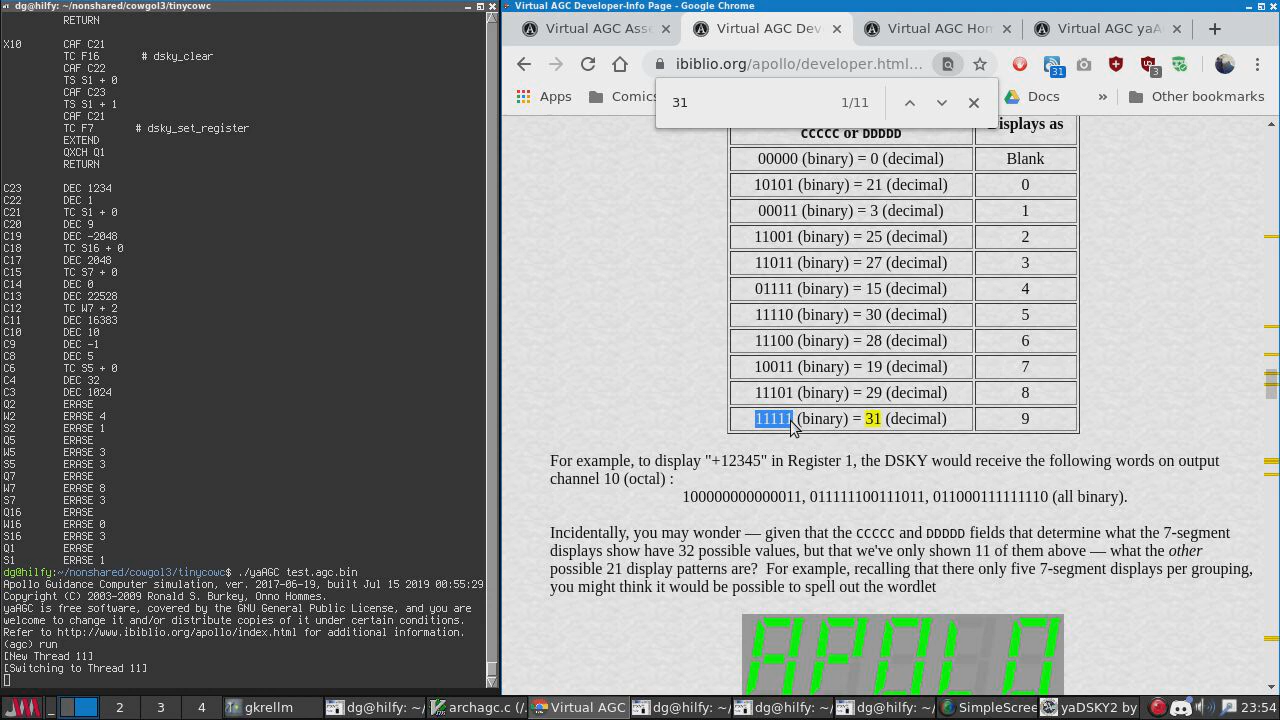 dg@hilfy: ~/nonshared/cowgol3/tinycowc
RETURN
X10 CAF C21
TC F16 # dsky_clear
CAF C22
TS S1 + 0
CAF C23
TS S1 + 1
CAF C21
TC F7 # dsky_set_register
EXTEND
QXCH Q1
RETURN
C23 DEC 1234
C22 DEC 1
C21 TC S1 + 0
C20 DEC 9
C19 DEC -2048
C18 TC S16 + 0
C17 DEC 2048
C15 TC S7 + 0
C14 DEC 0
C13 DEC 22528
C12 TC W7 + 2
C11 DEC 16383
C10 DEC 10
C9 DEC -1
C8 DEC 5
C6 TC S5 + 0
C4 DEC 32
C3 DEC 1024
Q2 ERASE
W2 ERASE 4
S2 ERASE 1
Q5 ERASE
W5 ERASE 3
S5 ERASE 3
Q7 ERASE
W7 ERASE 8
S7 ERASE 3
Q16 ERASE
W16 ERASE 0
S16 ERASE 3
Q1 ERASE
S1 ERASE 1
dg@hilfy:~/nonshared/cowgol3/tinycowc$ ./yaAGC test.agc.bin
Apollo Guidance Computer simulation, ver. 2017-06-19, built Jul 15 2019 00:55:29
Copyright (C) 2003-2009 Ronald S. Burkey, Onno Hommes.
yaAGC is free software, covered by the GNU General Public License, and you are
welcome to change it and/or distribute copies of it under certain conditions.
Refer to http://www.ibiblio.org/apollo/index.html for additional information.
(agc) run
[New Thread 11]
[Switching to Thread 11]
Virtual AGC Developer-Info Page - Google Chrome
Virtual AGC Asse
Virtual AGC Dev
Virtual AGC Hom
Virtual AGC yaA
ibiblio.org/apollo/developer.html...
31
3
Apps
Comics
Docs
»
Other bookmarks
31 1/11
CCCCC or DDDDD
Displays as
00000 (binary) = 0 (decimal) Blank
10101 (binary) = 21 (decimal) 0
00011 (binary) = 3 (decimal) 1
11001 (binary) = 25 (decimal) 2
11011 (binary) = 27 (decimal) 3
01111 (binary) = 15 (decimal) 4
11110 (binary) = 30 (decimal) 5
11100 (binary) = 28 (decimal) 6
10011 (binary) = 19 (decimal) 7
11101 (binary) = 29 (decimal) 8
11111 (binary) = 31 (decimal) 9
For example, to display "+12345" in Register 1, the DSKY would receive the following words on output
channel 10 (octal) :
100000000000011, 011111100111011, 011000111111110 (all binary).
Incidentally, you may wonder — given that the CCCCC and DDDDD fields that determine what the 7-segment
displays show have 32 possible values, but that we've only shown 11 of them above — what the other
possible 21 display patterns are? For example, recalling that there only five 7-segment displays per grouping,
you might think it would be possible to spell out the wordlet
APOLO
2
3
4
gkrellm
dg@hilfy: ~/
archagc.c (/
Virtual AGC
dg@hilfy: ~/
dg@hilfy: ~/
dg@hilfy: ~/
SimpleScree
yaDSKY2 by
23:54